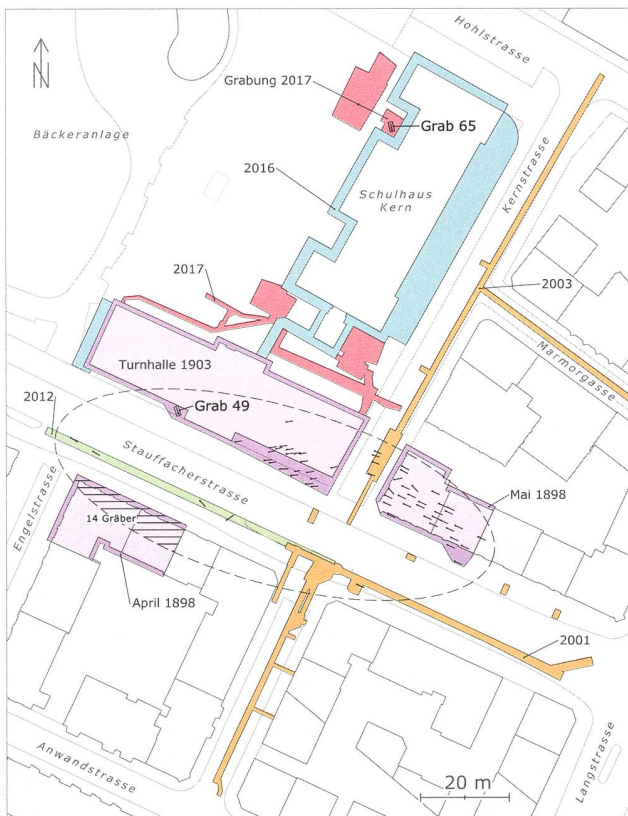 Hohlstrasse
N
Grabung 2017
Grab 65
Bäckeranlage
2016
Schulhaus
Kern
Kernstrasse
2017
2003
Marmorgasse
Turnhalle 1903
2012
Grab 49
Stauffacherstrasse
Mai 1898
Engelstrasse
14 Gräber
April 1898
2001
Anwandstrasse
Langstrasse
20 m